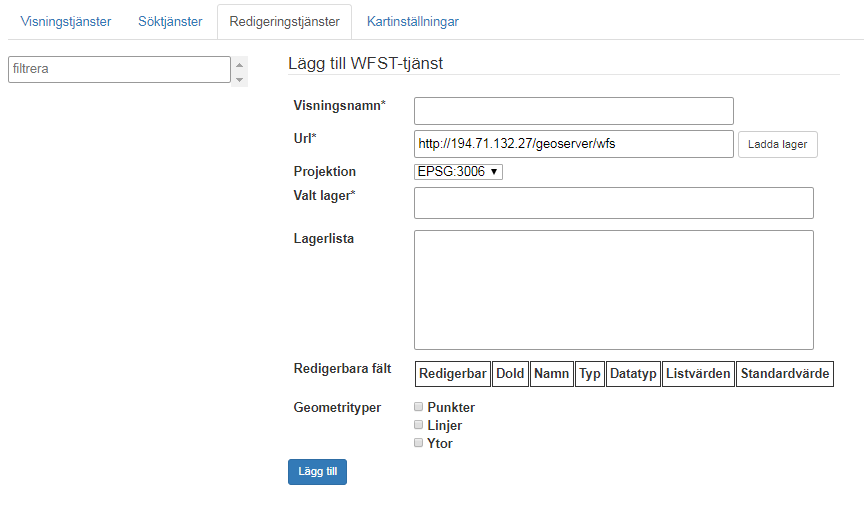 Visningstjänster Söktjänster Redigeringstjänster Kartinställningar
filtrera
Lägg till WFST-tjänst
Visningsnamn*
Url* http://194.71.132.27/geoserver/wfs Ladda lager
Projektion EPSG:3006
Valt lager*
Lagerlista
Redigerbara fält Redigerbar Dold Namn Typ Datatyp Listvärden Standardvärde
Geometrityper Punkter
Linjer
Ytor
Lägg till